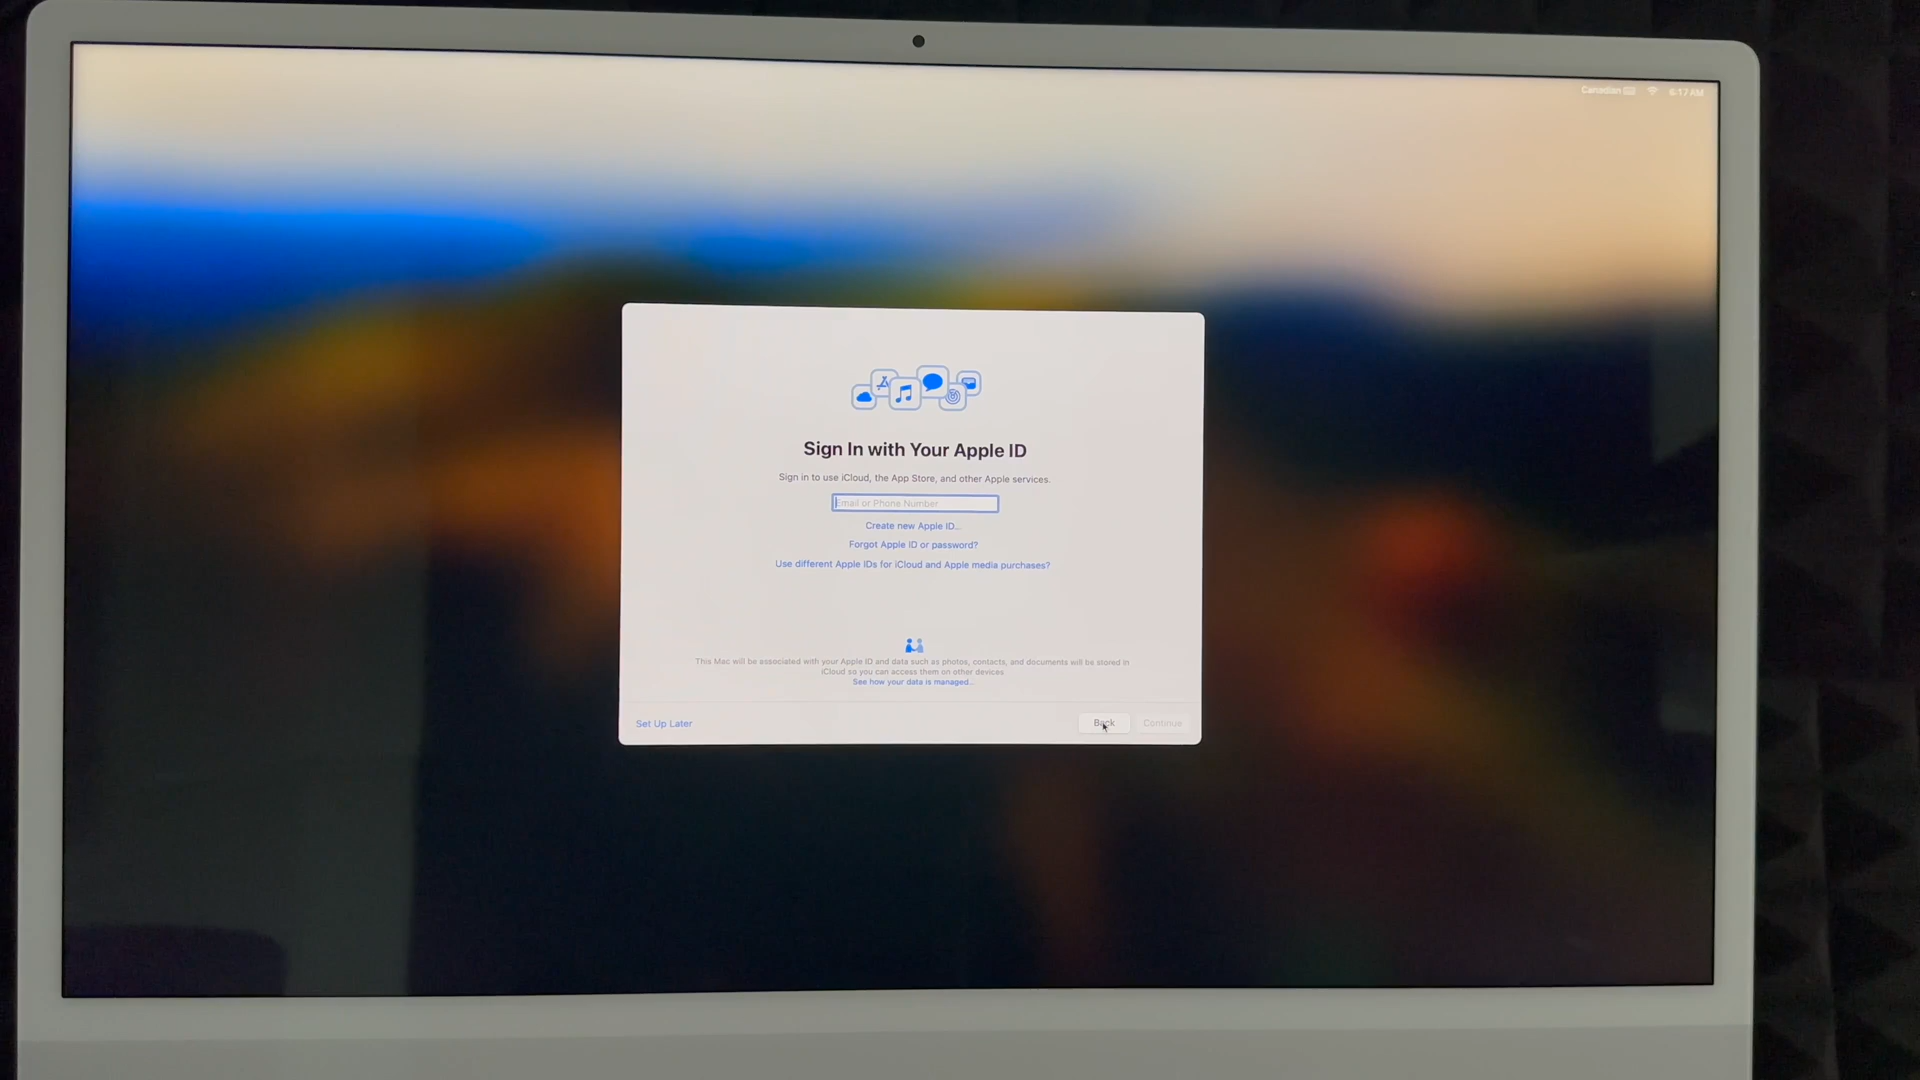 Canadian 6:17 AM
Sign In with Your Apple ID
Sign in to use iCloud, the App Store, and other Apple services.
Email or Phone Number
Create new Apple ID...
Forgot Apple ID or password?
Use different Apple IDs for iCloud and Apple media purchases?
This Mac will be associated with your Apple ID and data such as photos, contacts, and documents will be stored in
iCloud so you can access them on other devices.
See how your data is managed...
Set Up Later
Back
Continue